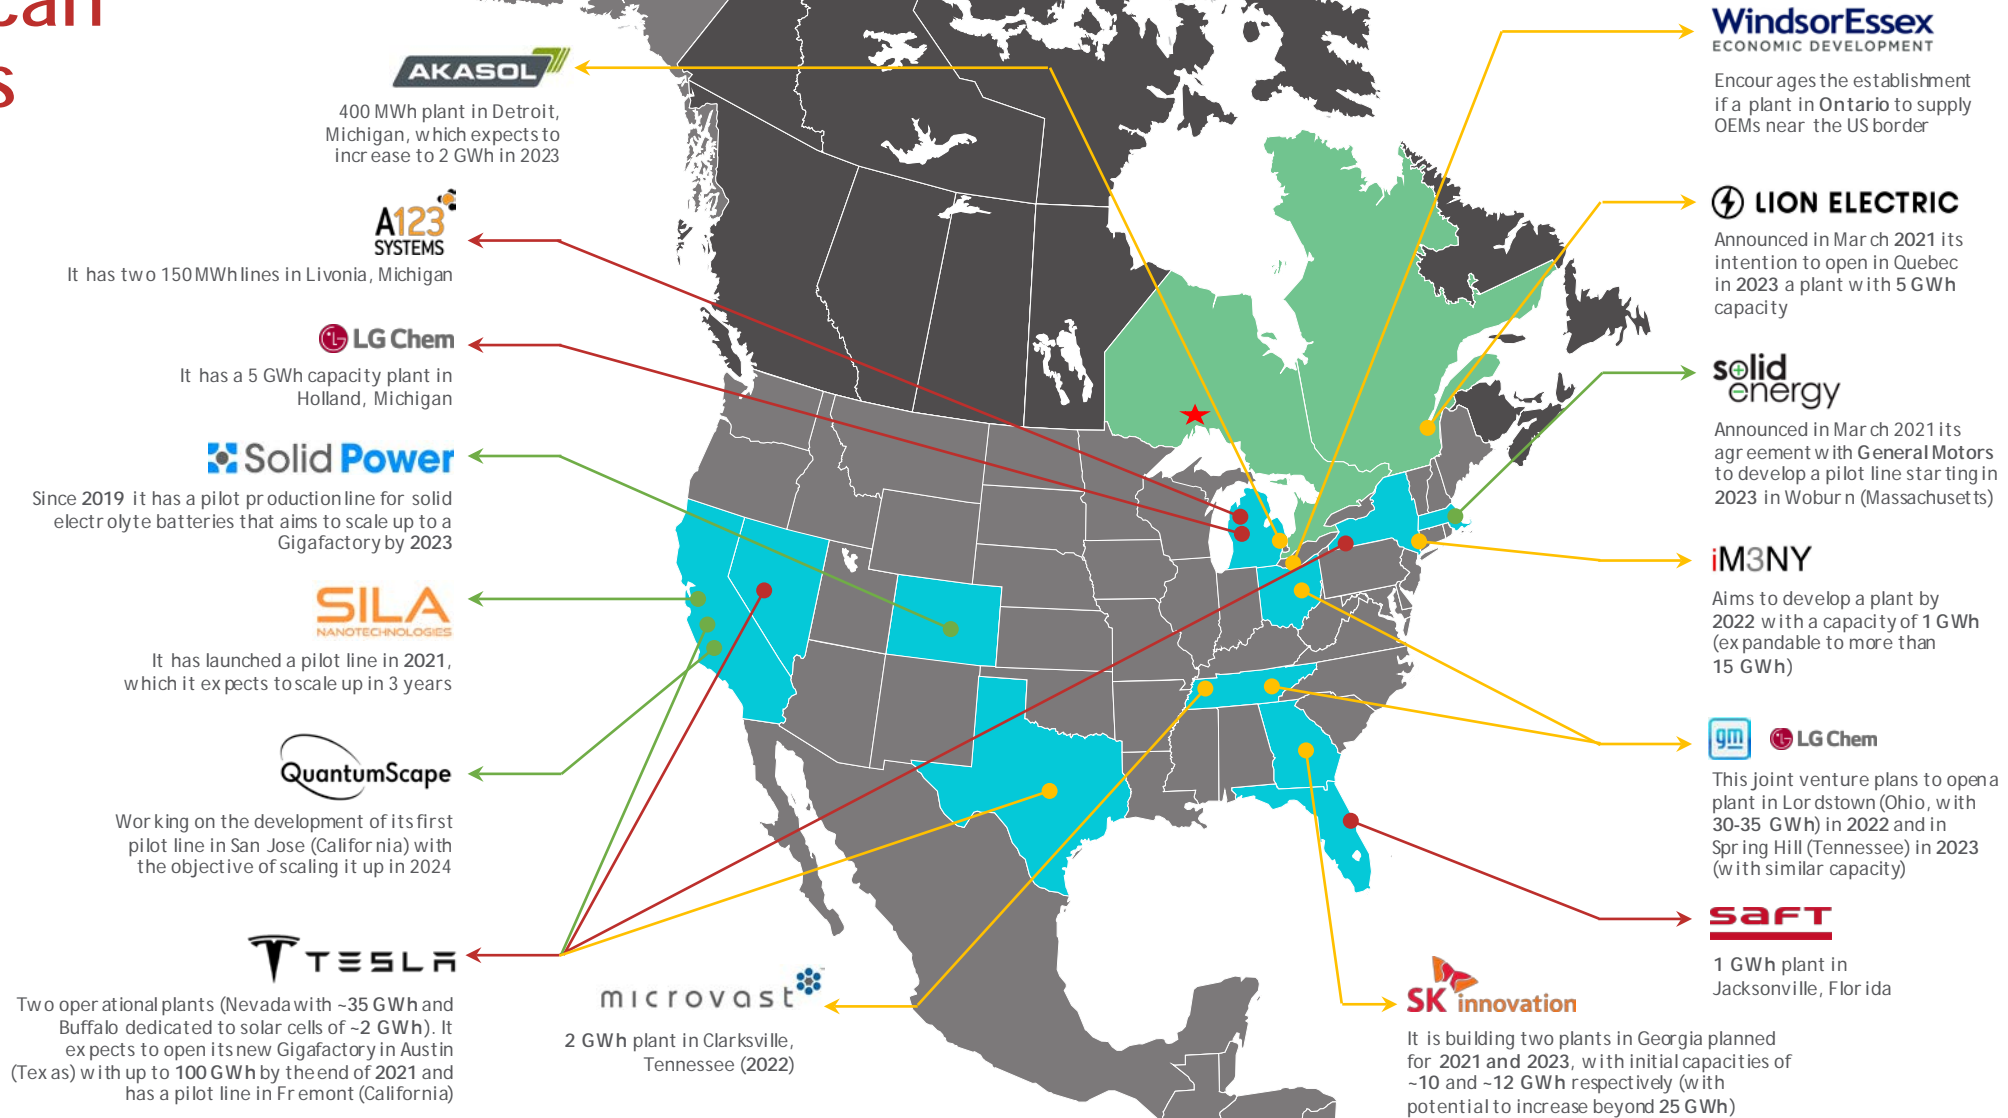 can
s
AKASOL
400 MWh plant in Detroit,
Michigan, which expects to
increase to 2 GWh in 2023
A123
SYSTEMS
It has two 150 MWh lines in Livonia, Michigan
LG Chem
It has a 5 GWh capacity plant in
Holland, Michigan
Solid Power
Since 2019 it has a pilot production line for solid
electrolyte batteries that aims to scale up to a
Gigafactory by 2023
SILA
NANOTECHNOLOGIES
It has launched a pilot line in 2021,
which it expects to scale up in 3 years
QuantumScape
Working on the development of its first
pilot line in San Jose (California) with
the objective of scaling it up in 2024
TESLA
Two operational plants (Nevada with ~35 GWh and
Buffalo dedicated to solar cells of ~2 GWh). It
expects to open its new Gigafactory in Austin
(Texas) with up to 100 GWh by the end of 2021 and
has a pilot line in Fremont (California)
microvast
2 GWh plant in Clarksville,
Tennessee (2022)
WindsorEssex
ECONOMIC DEVELOPMENT
Encourages the establishment
if a plant in Ontario to supply
OEMs near the US border
LION ELECTRIC
Announced in March 2021 its
intention to open in Quebec
in 2023 a plant with 5 GWh
capacity
solid
energy
Announced in March 2021 its
agreement with General Motors
to develop a pilot line starting in
2023 in Woburn (Massachusetts)
iM3NY
Aims to develop a plant by
2022 with a capacity of 1 GWh
(expandable to more than
15 GWh)
gm LG Chem
This joint venture plans to open a
plant in Lordstown (Ohio, with
30-35 GWh) in 2022 and in
Spring Hill (Tennessee) in 2023
(with similar capacity)
SAFT
1 GWh plant in
Jacksonville, Florida
SK innovation
It is building two plants in Georgia planned
for 2021 and 2023, with initial capacities of
~10 and ~12 GWh respectively (with
potential to increase beyond 25 GWh)